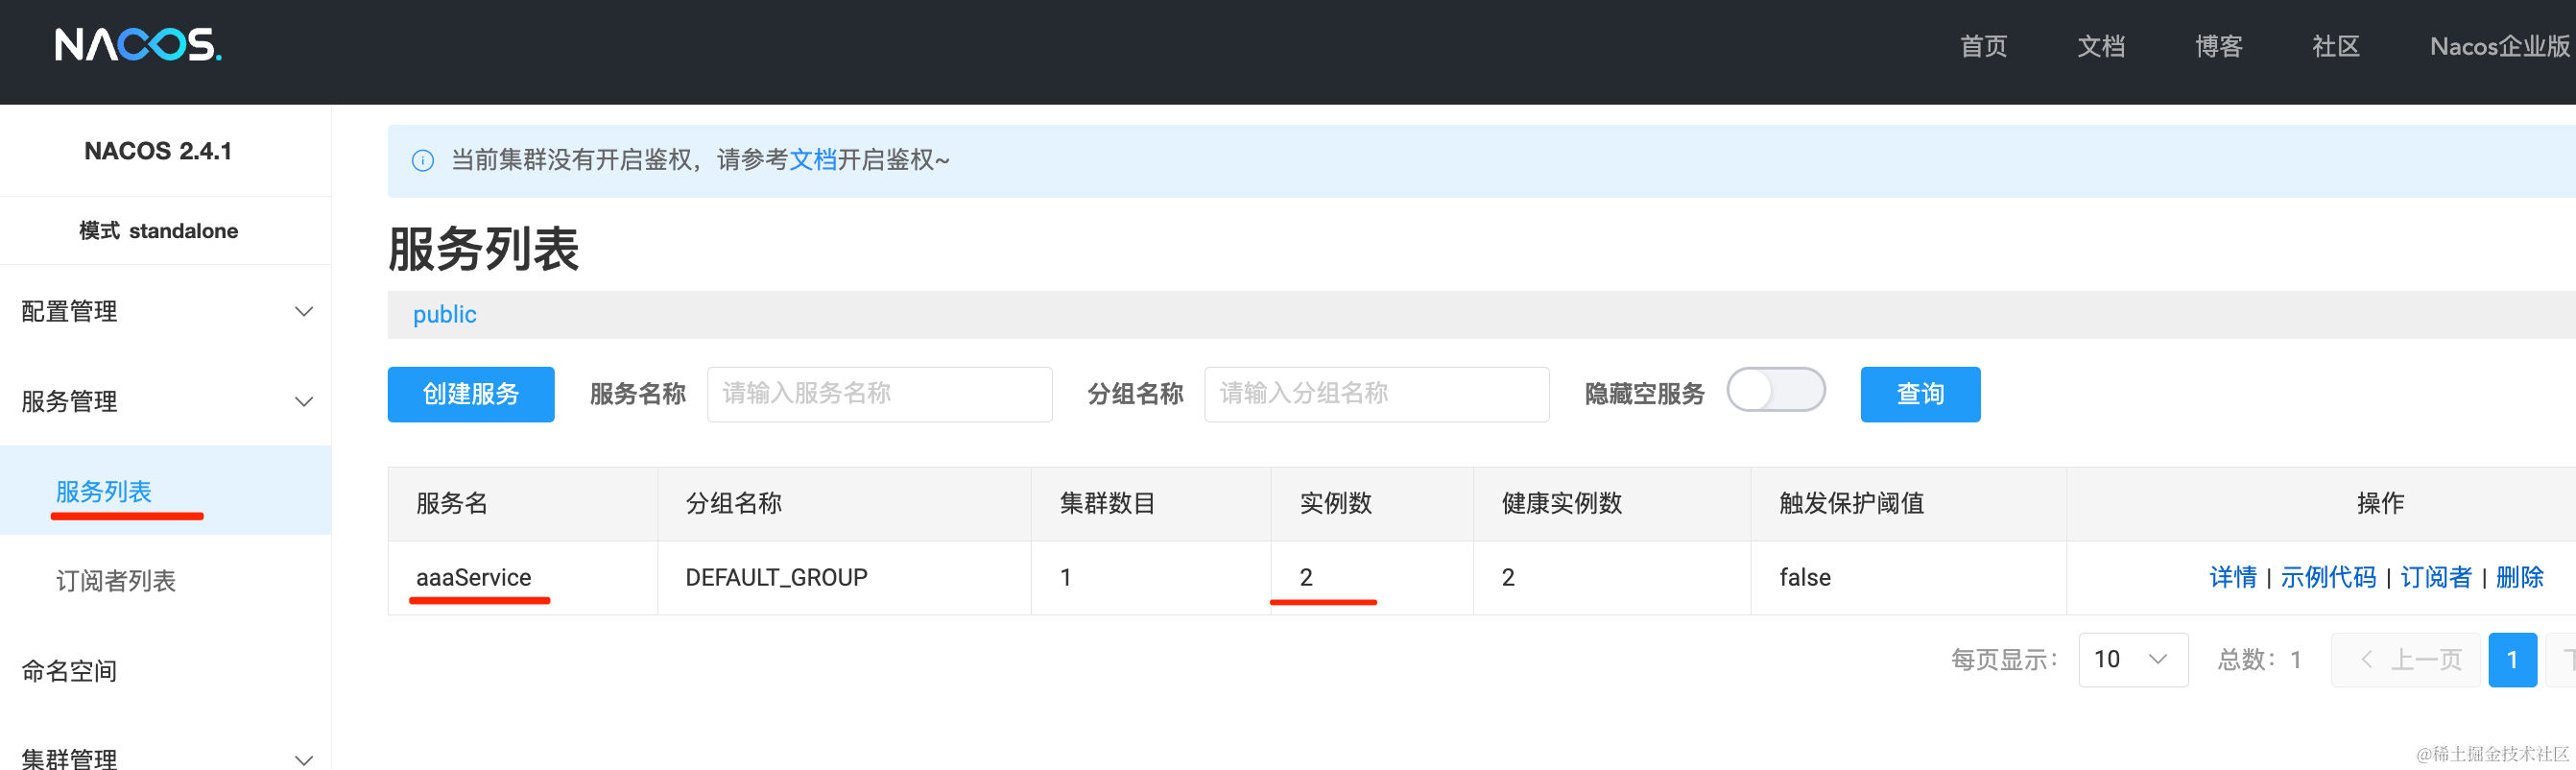 NACOS.
首页 文档 博客 社区 Nacos企业版
NACOS 2.4.1
模式 standalone
配置管理
服务管理
服务列表
订阅者列表
命名空间
集群管理
当前集群没有开启鉴权，请参考文档开启鉴权~
服务列表
public
创建服务 服务名称 请输入服务名称 分组名称 请输入分组名称 隐藏空服务 查询
服务名 分组名称 集群数目 实例数 健康实例数 触发保护阈值 操作
aaaService DEFAULT_GROUP 1 2 2 false 详情 | 示例代码 | 订阅者 | 删除
每页显示： 10 总数：1 上一页 1
@稀土掘金技术社区